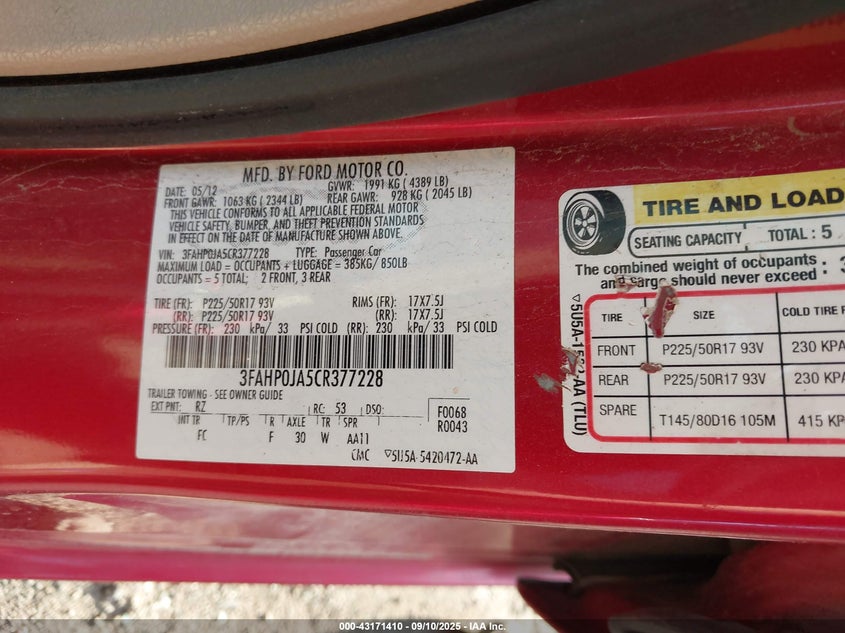 MFD. BY FORD MOTOR CO.
DATE: 05/12 GVWR: 1991 KG ( 4389 LB)
FRONT GAWR: 1063 KG ( 2344 LB) REAR GAWR: 928 KG ( 2045 LB)
THIS VEHICLE CONFORMS TO ALL APPLICABLE FEDERAL MOTOR
VEHICLE SAFETY, BUMPER, AND THEFT PREVENTION STANDARDS
IN EFFECT ON THE DATE OF MANUFACTURE SHOWN ABOVE.
VIN: 3FAHP0JA5CR377228 TYPE: Passenger Car
MAXIMUM LOAD = OCCUPANTS + LUGGAGE = 385KG/ 850LB
OCCUPANTS = 5 TOTAL: 2 FRONT, 3 REAR
TIRE (FR): P225/50R17 93V RIMS (FR): 17X7.5J
(RR): P225/50R17 93V (RR): 17X7.5J
PRESSURE (FR): 230 kPa/ 33 PSI COLD (RR): 230 kPa/ 33 PSI COLD
3FAHP0JA5CR377228
TRAILER TOWING - SEE OWNER GUIDE
EXT PNT: RZ RC: 53 DSO: F0068
INT TR TP/PS R AXLE TR SPR R0043
FC F 30 W AA11
CMC ▽5U5A-5420472-AA
TIRE AND LOAD
SEATING CAPACITY TOTAL: 5
The combined weight of occupants
and cargo should never exceed : 3
TIRE SIZE COLD TIRE
FRONT P225/50R17 93V 230 KPA
REAR P225/50R17 93V 230 KPA
SPARE T145/80D16 105M 415 KP
AA (TLU)
000-43171410 - 09/10/2025 - IAA Inc.